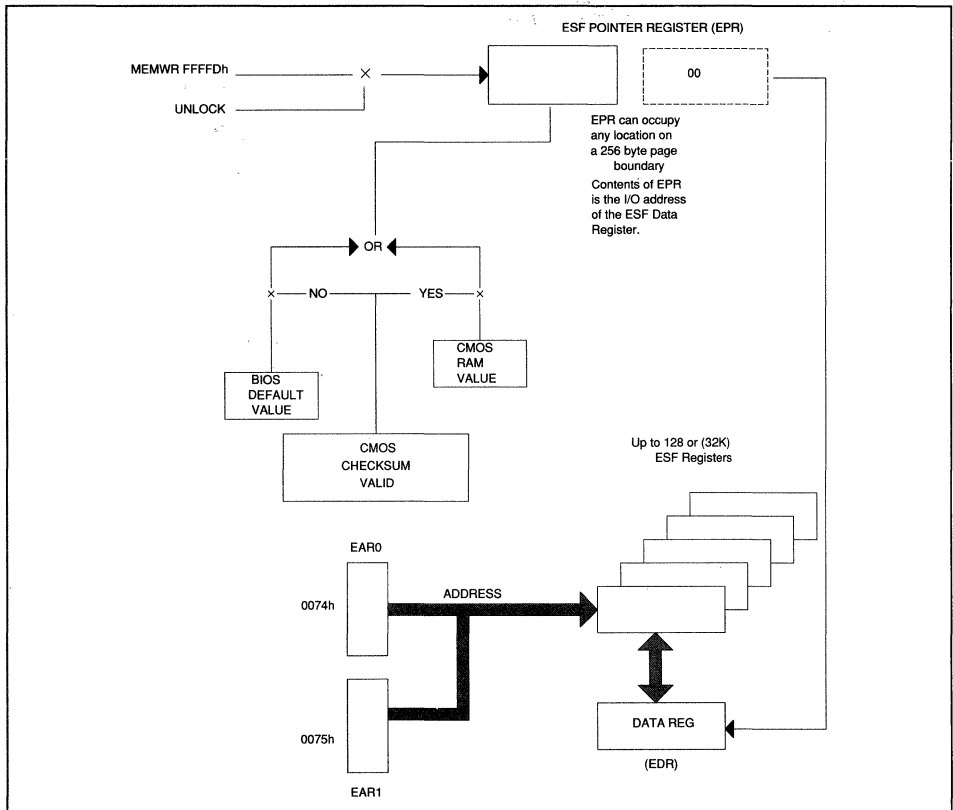 ESF POINTER REGISTER (EPR)
MEMWR FFFFDh
×
00
UNLOCK
EPR can occupy
any location on
a 256 byte page
boundary
Contents of EPR
is the I/O address
of the ESF Data
Register.
OR
× NO YES ×
CMOS
RAM
VALUE
BIOS
DEFAULT
VALUE
CMOS
CHECKSUM
VALID
Up to 128 or (32K)
ESF Registers
EAR0
0074h
ADDRESS
0075h
DATA REG
(EDR)
EAR1